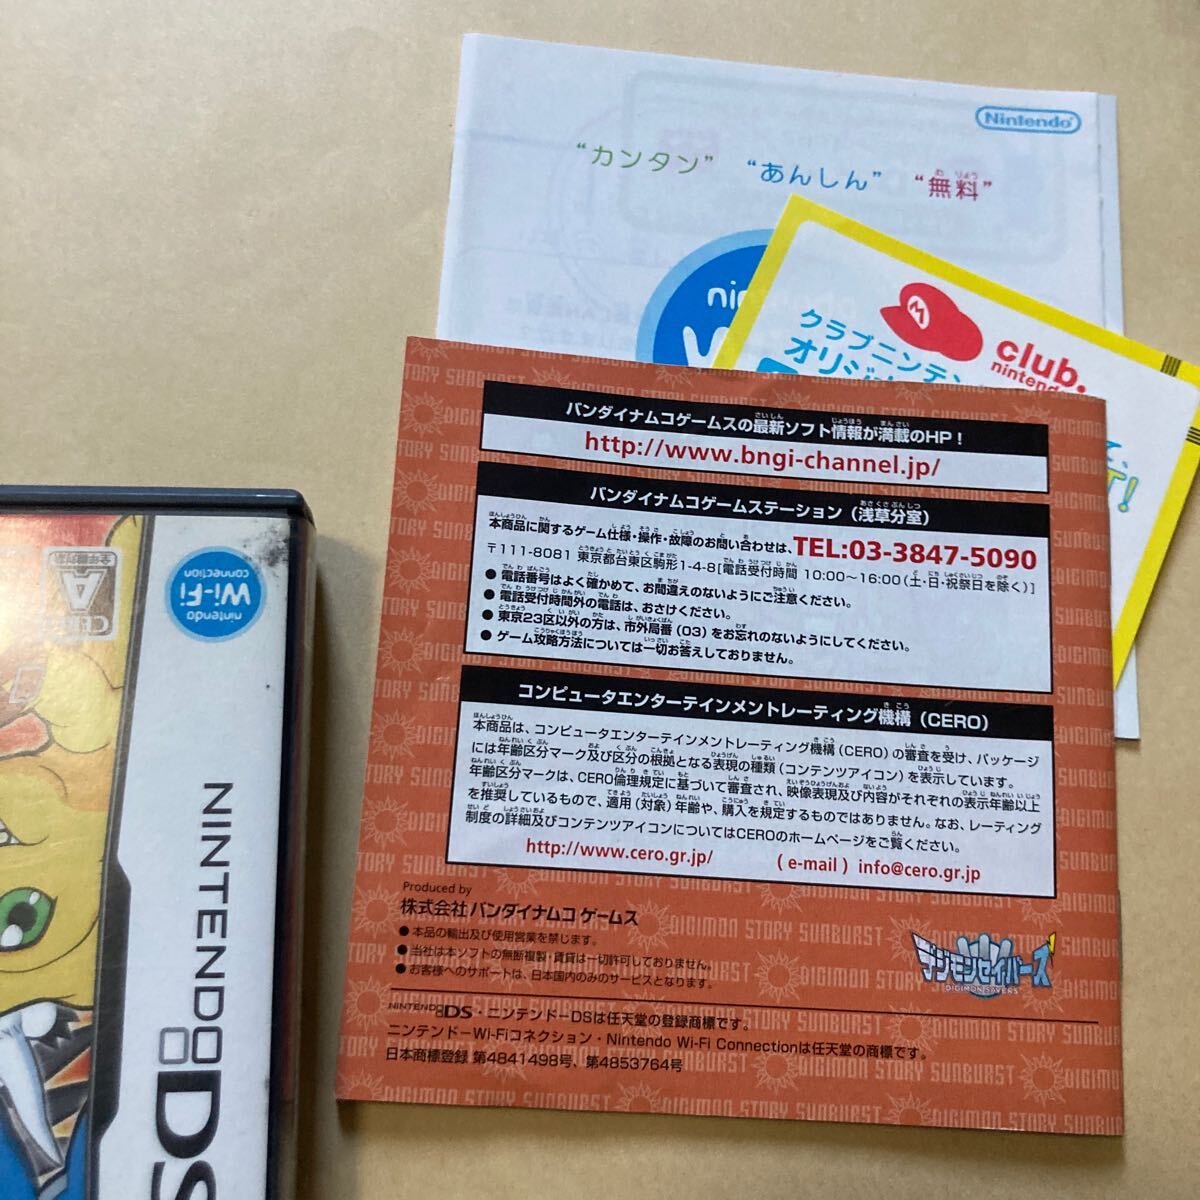 Nintendo
“カンタン” “あんしん” “無料”
club.
クラブニンテン
オリジ
バンダイナムコゲームスの最新ソフト情報が満載のHP！
http://www.bngi-channel.jp/
バンダイナムコゲームステーション（浅草分室）
本商品に関するゲーム仕様・操作・故障のお問い合わせは、TEL:03-3847-5090
〒111-8081 東京都台東区駒形1-4-8[電話受付時間 10:00〜16:00（土・日・祝祭日を除く）]
● 電話番号はよく確かめて、お間違えのないようにご注意ください。
● 電話受付時間外の電話は、おさけください。
● 東京23区以外の方は、市外局番（03）をお忘れのないようにしてください。
● ゲーム攻略方法については一切お答えしておりません。
コンピュータエンターテインメントレーティング機構（CERO）
本商品は、コンピュータエンターテインメントレーティング機構（CERO）の審査を受け、パッケージ
には年齢区分マーク及び区分の根拠となる表現の種類（コンテンツアイコン）を表示しています。
年齢区分マークは、CERO倫理規定に基づいて審査され、映像表現及び内容がそれぞれの表示年齢以上
を推奨しているもので、適用（対象）年齢や、購入を規定するものではありません。なお、レーティング
制度の詳細及びコンテンツアイコンについてはCEROのホームページをご覧ください。
http://www.cero.gr.jp/ （e-mail）info@cero.gr.jp
Produced by
株式会社 バンダイナムコ ゲームス
● 本品の輸出及び使用営業を禁じます。
● 当社は本ソフトの無断複製・賃貸は一切許可しておりません。
● お客様へのサポートは、日本国内のみのサービスとなります。
デジモンセイバーズ
DIGIMON SAVERS
NINTENDO DS・ニンテンドーDSは任天堂の登録商標です。
ニンテンドーWi-Fiコネクション・Nintendo Wi-Fi Connectionは任天堂の商標です。
日本商標登録 第4841498号、第4853764号
DIGIMON STORY SUNBURST
nintendo
Wi-Fi
connection
A
NINTENDO DS